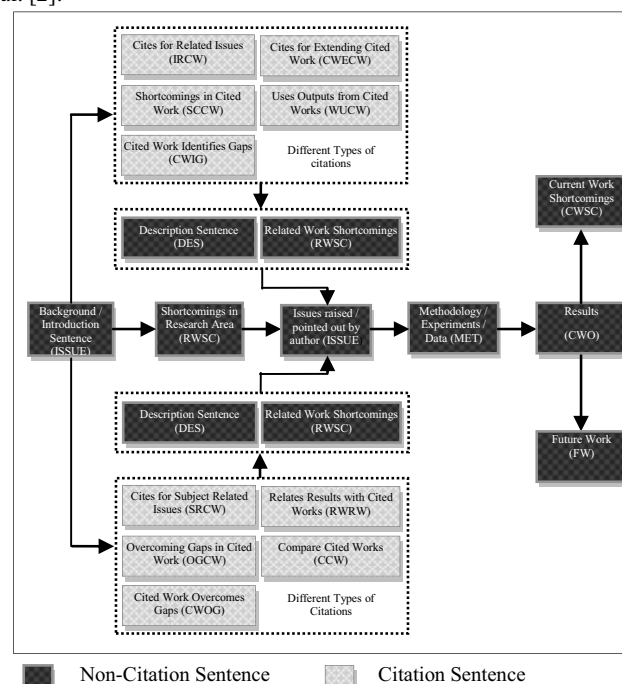 [2].
Cites for Related Issues
(IRCW)
Cites for Extending Cited
Work (CWECW)
Shortcomings in Cited
Work (SCCW)
Uses Outputs from Cited
Works (WUCW)
Cited Work Identifies Gaps
(CWIG)
Different Types of
citations
Description Sentence
(DES)
Related Work Shortcomings
(RWSC)
Current Work
Shortcomings
(CWSC)
Background /
Introduction
Sentence
(ISSUE)
Shortcomings in
Research Area
(RWSC)
Issues raised /
pointed out by
author (ISSUE
Methodology /
Experiments /
Data (MET)
Results
(CWO)
Description Sentence
(DES)
Related Work Shortcomings
(RWSC)
Future Work
(FW)
Cites for Subject Related
Issues (SRCW)
Relates Results with Cited
Works (RWRW)
Overcoming Gaps in Cited
Work (OGCW)
Compare Cited Works
(CCW)
Cited Work Overcomes
Gaps (CWOG)
Different Types of
Citations
Non-Citation Sentence
Citation Sentence